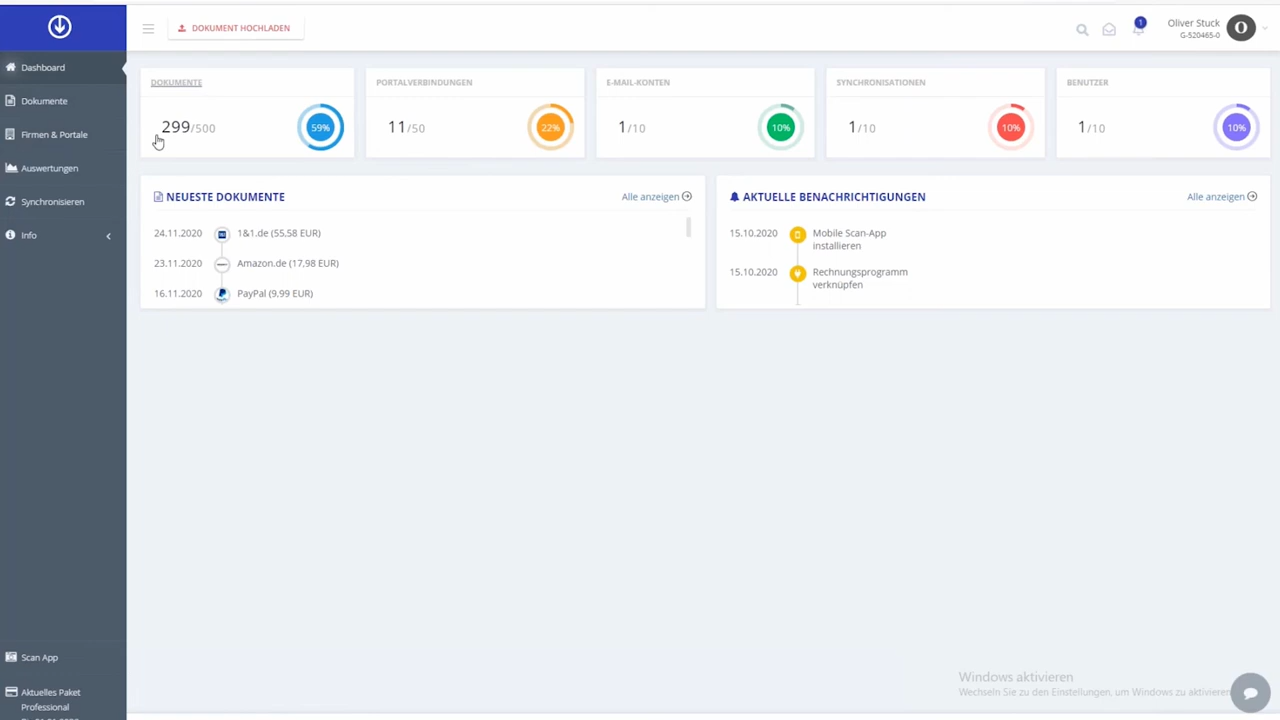 DOKUMENT HOCHLADEN
1
Oliver Stuck
G-520465-0
O
Dashboard
Dokumente
Firmen & Portale
Auswertungen
Synchronisieren
Info
DOKUMENTE
299/500
59%
PORTALVERBINDUNGEN
11/50
22%
E-MAIL-KONTEN
1/10
10%
SYNCHRONISATIONEN
1/10
10%
BENUTZER
1/10
10%
NEUESTE DOKUMENTE
Alle anzeigen
24.11.2020 1&1.de (55,58 EUR)
23.11.2020 Amazon.de (17,98 EUR)
16.11.2020 PayPal (9,99 EUR)
AKTUELLE BENACHRICHTIGUNGEN
Alle anzeigen
15.10.2020 Mobile Scan-App
installieren
15.10.2020 Rechnungsprogramm
verknüpfen
Scan App
Aktuelles Paket
Professional
Windows aktivieren
Wechseln Sie zu den Einstellungen, um Windows zu aktivieren